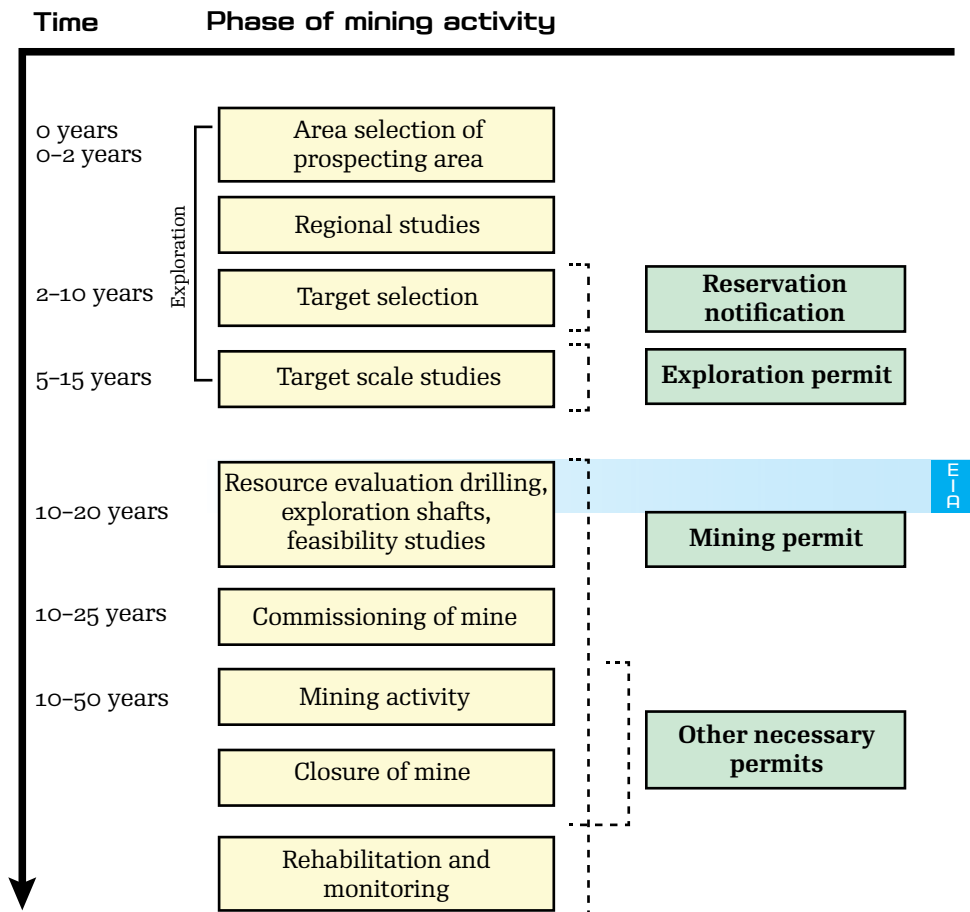 Time
Phase of mining activity
0 years
0–2 years
Area selection of
prospecting area
Exploration
Regional studies
2–10 years
Target selection
Reservation
notification
5–15 years
Target scale studies
Exploration permit
10–20 years
Resource evaluation drilling,
exploration shafts,
feasibility studies
EIA
Mining permit
10–25 years
Commissioning of mine
10–50 years
Mining activity
Closure of mine
Other necessary
permits
Rehabilitation and
monitoring